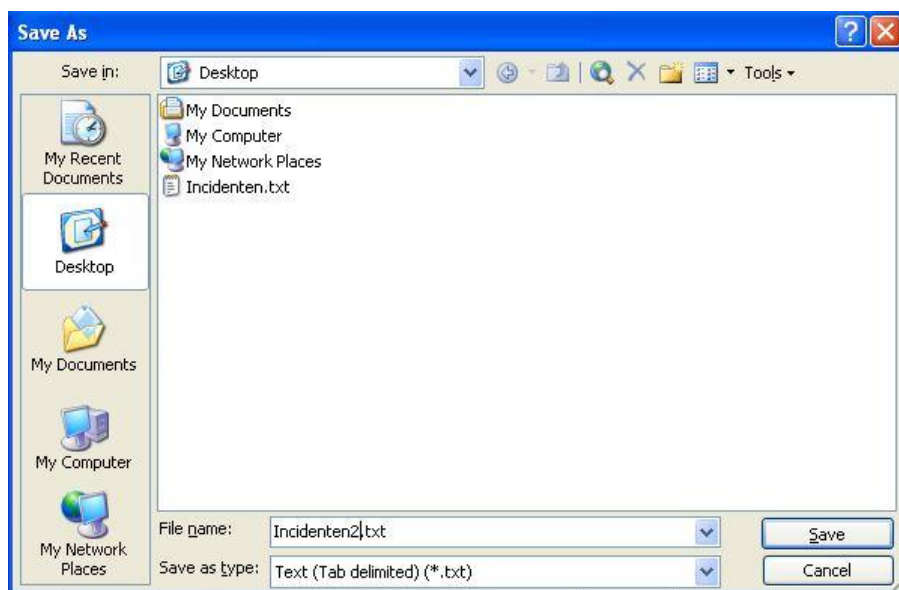 Save As
Save in:
Desktop
Tools
My Recent
Documents
Desktop
My Documents
My Computer
My Network
Places
My Documents
My Computer
My Network Places
Incidenten.txt
File name:
Incidenten2.txt
Save
Save as type:
Text (Tab delimited) (*.txt)
Cancel